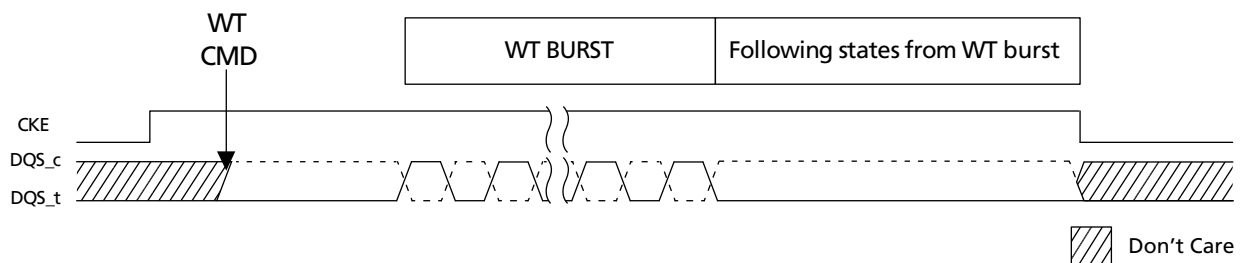 WT
CMD
WT BURST
Following states from WT burst
CKE
DQS_c
DQS_t
Don't Care